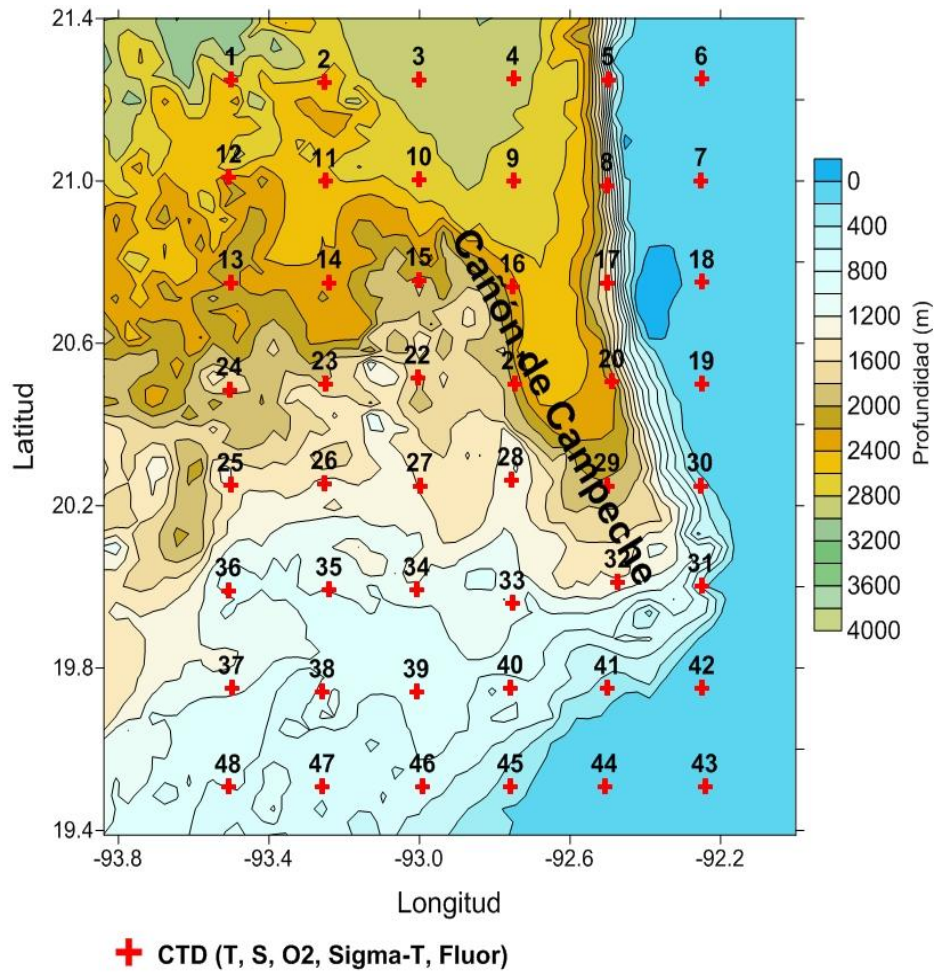 21.4
1 2 3 4 5 6
12 11 10 9 8 7
21.0
13 14 15 16 17 18
20.6
24 23 22 21 20 19
25 26 27 28 29 30
20.2
36 35 34 33 32 31
37 38 39 40 41 42
19.8
48 47 46 45 44 43
19.4
Cañón de Campeche
Latitud
-93.8 -93.4 -93.0 -92.6 -92.2
Longitud
0
400
800
1200
1600
2000
2400
2800
3200
3600
4000
Profundidad (m)
CTD (T, S, O2, Sigma-T, Fluor)